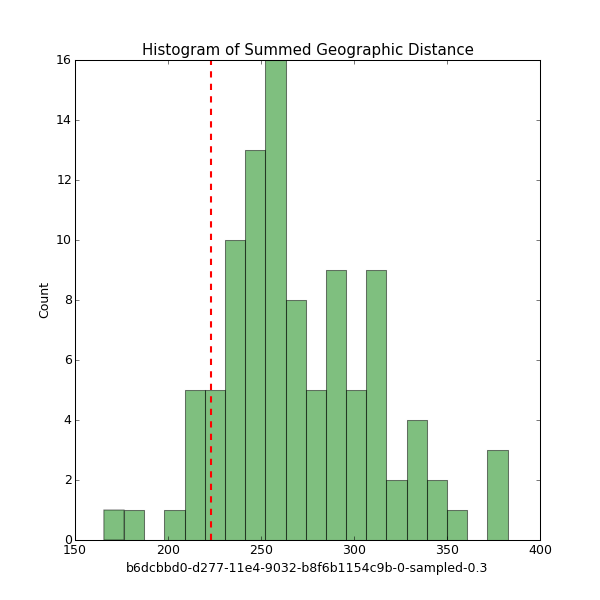 Histogram of Summed Geographic Distance
16
14
12
10
8
6
4
2
0
Count
150 200 250 300 350 400
b6dcbbd0-d277-11e4-9032-b8f6b1154c9b-0-sampled-0.3